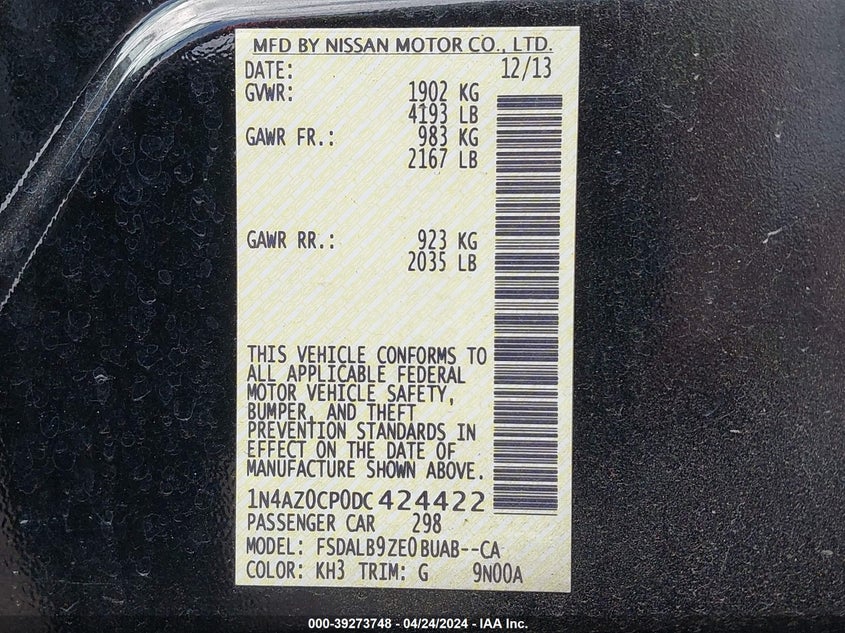 MFD BY NISSAN MOTOR CO., LTD.
DATE: 12/13
GVWR: 1902 KG
4193 LB
GAWR FR.: 983 KG
2167 LB
GAWR RR.: 923 KG
2035 LB
THIS VEHICLE CONFORMS TO
ALL APPLICABLE FEDERAL
MOTOR VEHICLE SAFETY,
BUMPER, AND THEFT
PREVENTION STANDARDS IN
EFFECT ON THE DATE OF
MANUFACTURE SHOWN ABOVE.
1N4AZ0CP0DC424422
PASSENGER CAR 298
MODEL: FSDALB9ZE0BUAB--CA
COLOR: KH3 TRIM: G 9N00A
000-39273748 - 04/24/2024 - IAA Inc.